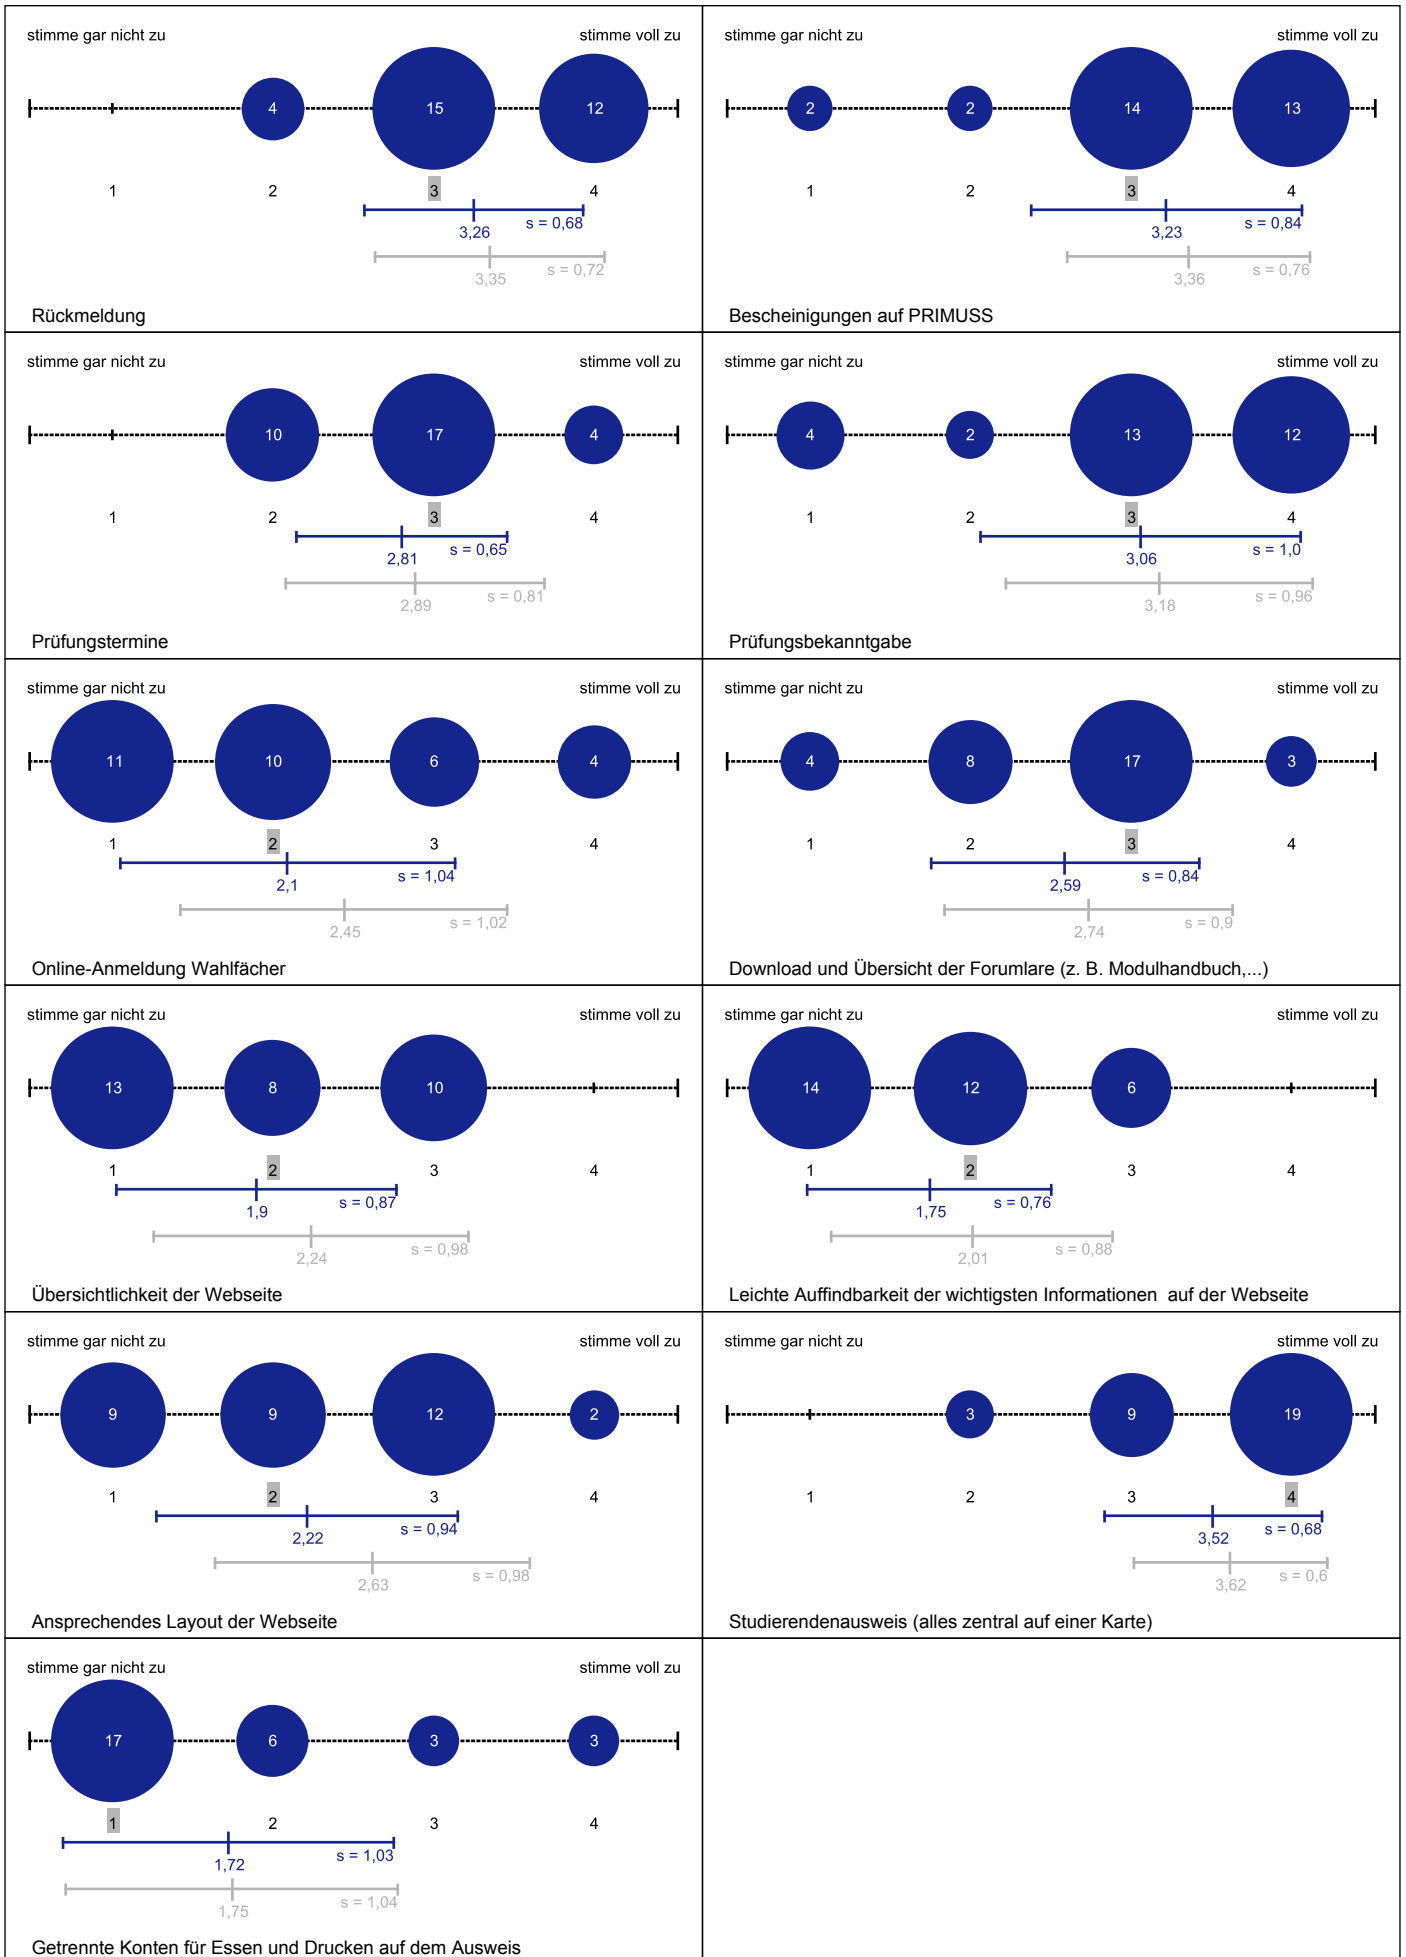 stimme gar nicht zu stimme voll zu
4 15 12
1 2 3 4
s = 0,68
3,26
s = 0,72
3,35
Rückmeldung
stimme gar nicht zu stimme voll zu
2 2 14 13
1 2 3 4
s = 0,84
3,23
s = 0,76
3,36
Bescheinigungen auf PRIMUSS
stimme gar nicht zu stimme voll zu
10 17 4
1 2 3 4
s = 0,65
2,81
s = 0,81
2,89
Prüfungstermine
stimme gar nicht zu stimme voll zu
4 2 13 12
1 2 3 4
s = 1,0
3,06
s = 0,96
3,18
Prüfungsbekanntgabe
stimme gar nicht zu stimme voll zu
11 10 6 4
1 2 3 4
s = 1,04
2,1
s = 1,02
2,45
Online-Anmeldung Wahlfächer
stimme gar nicht zu stimme voll zu
4 8 17 3
1 2 3 4
s = 0,84
2,59
s = 0,9
2,74
Download und Übersicht der Forumlare (z. B. Modulhandbuch,...)
stimme gar nicht zu stimme voll zu
13 8 10
1 2 3 4
s = 0,87
1,9
s = 0,98
2,24
Übersichtlichkeit der Webseite
stimme gar nicht zu stimme voll zu
14 12 6
1 2 3 4
s = 0,76
1,75
s = 0,88
2,01
Leichte Auffindbarkeit der wichtigsten Informationen  auf der Webseite
stimme gar nicht zu stimme voll zu
9 9 12 2
1 2 3 4
s = 0,94
2,22
s = 0,98
2,63
Ansprechendes Layout der Webseite
stimme gar nicht zu stimme voll zu
3 9 19
1 2 3 4
s = 0,68
3,52
s = 0,6
3,62
Studierendenausweis (alles zentral auf einer Karte)
stimme gar nicht zu stimme voll zu
17 6 3 3
1 2 3 4
s = 1,03
1,72
s = 1,04
1,75
Getrennte Konten für Essen und Drucken auf dem Ausweis